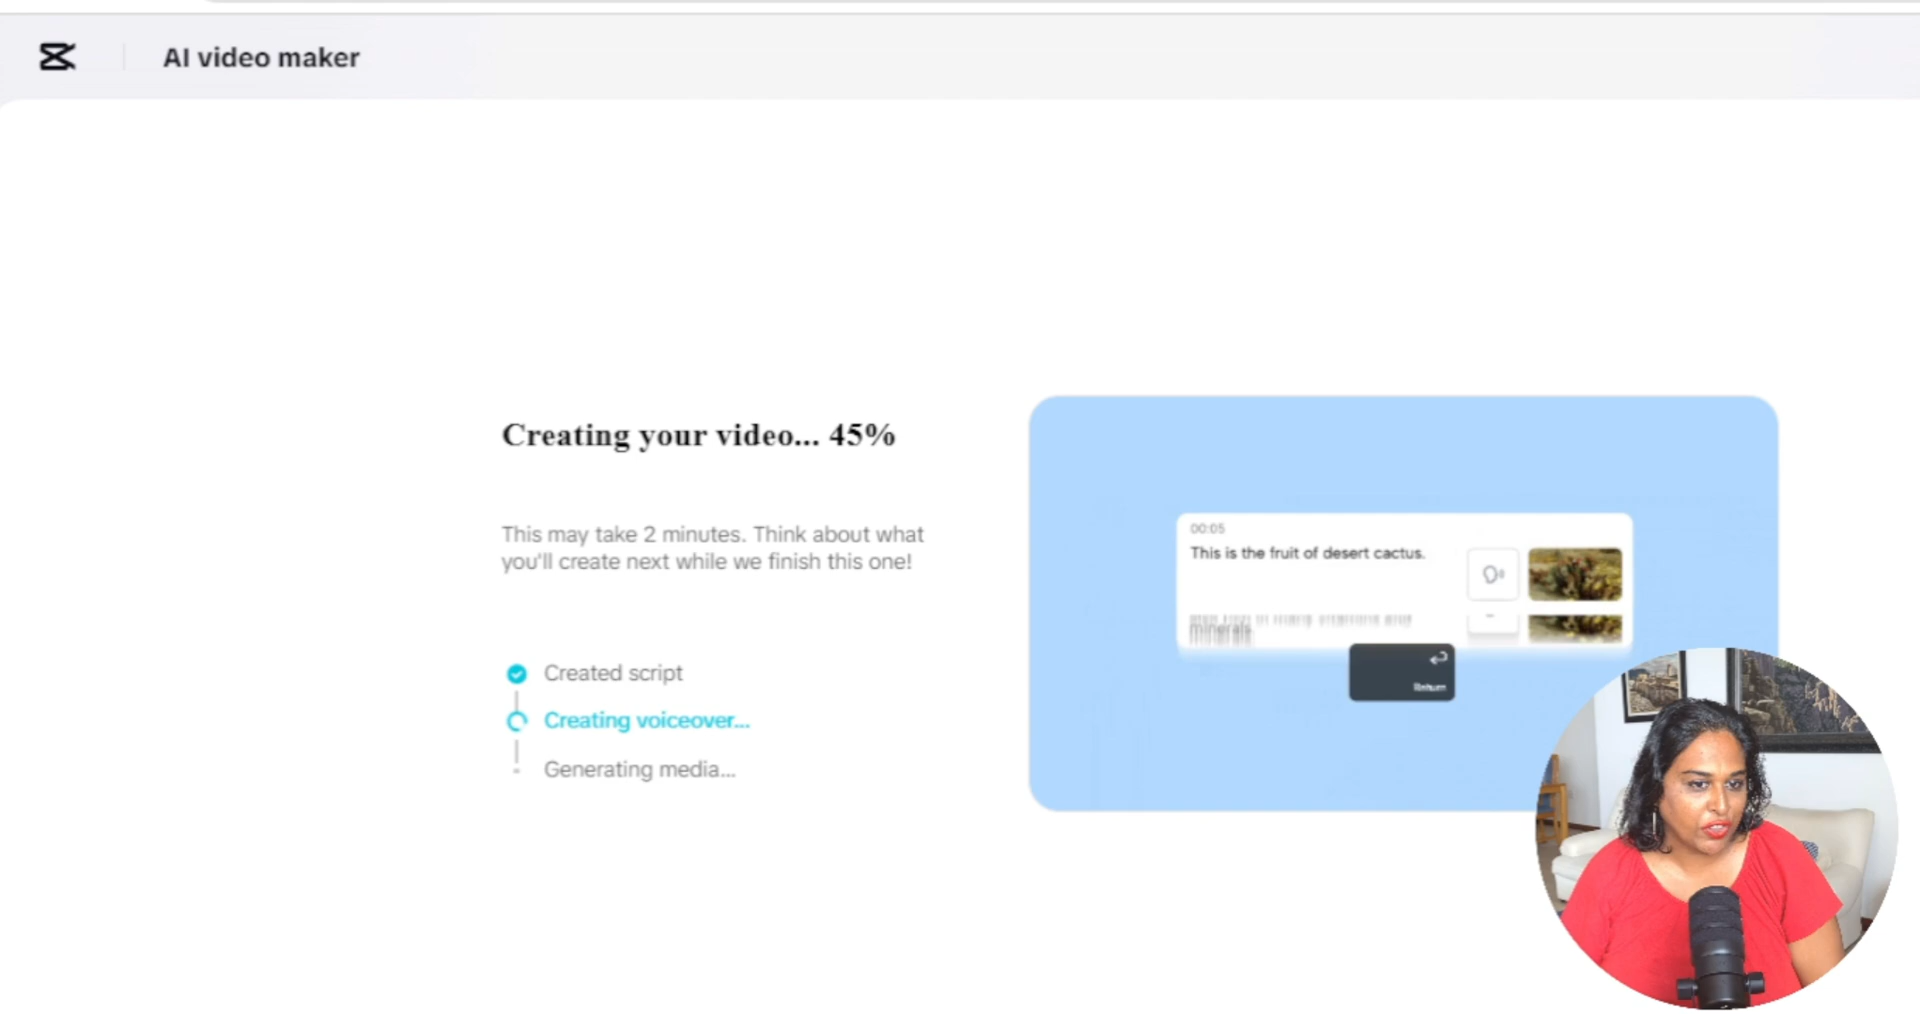 AI video maker
Creating your video... 45%
This may take 2 minutes. Think about what
you'll create next while we finish this one!
Created script
Creating voiceover...
Generating media...
00:05
This is the fruit of desert cactus.
minerals
Return